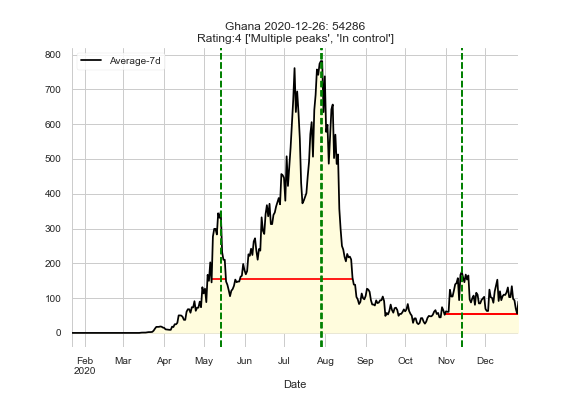 Ghana 2020-12-26: 54286
Rating:4 ['Multiple peaks', 'In control']
Average-7d
800
700
600
500
400
300
200
100
0
Feb Mar Apr May Jun Jul Aug Sep Oct Nov Dec
2020
Date